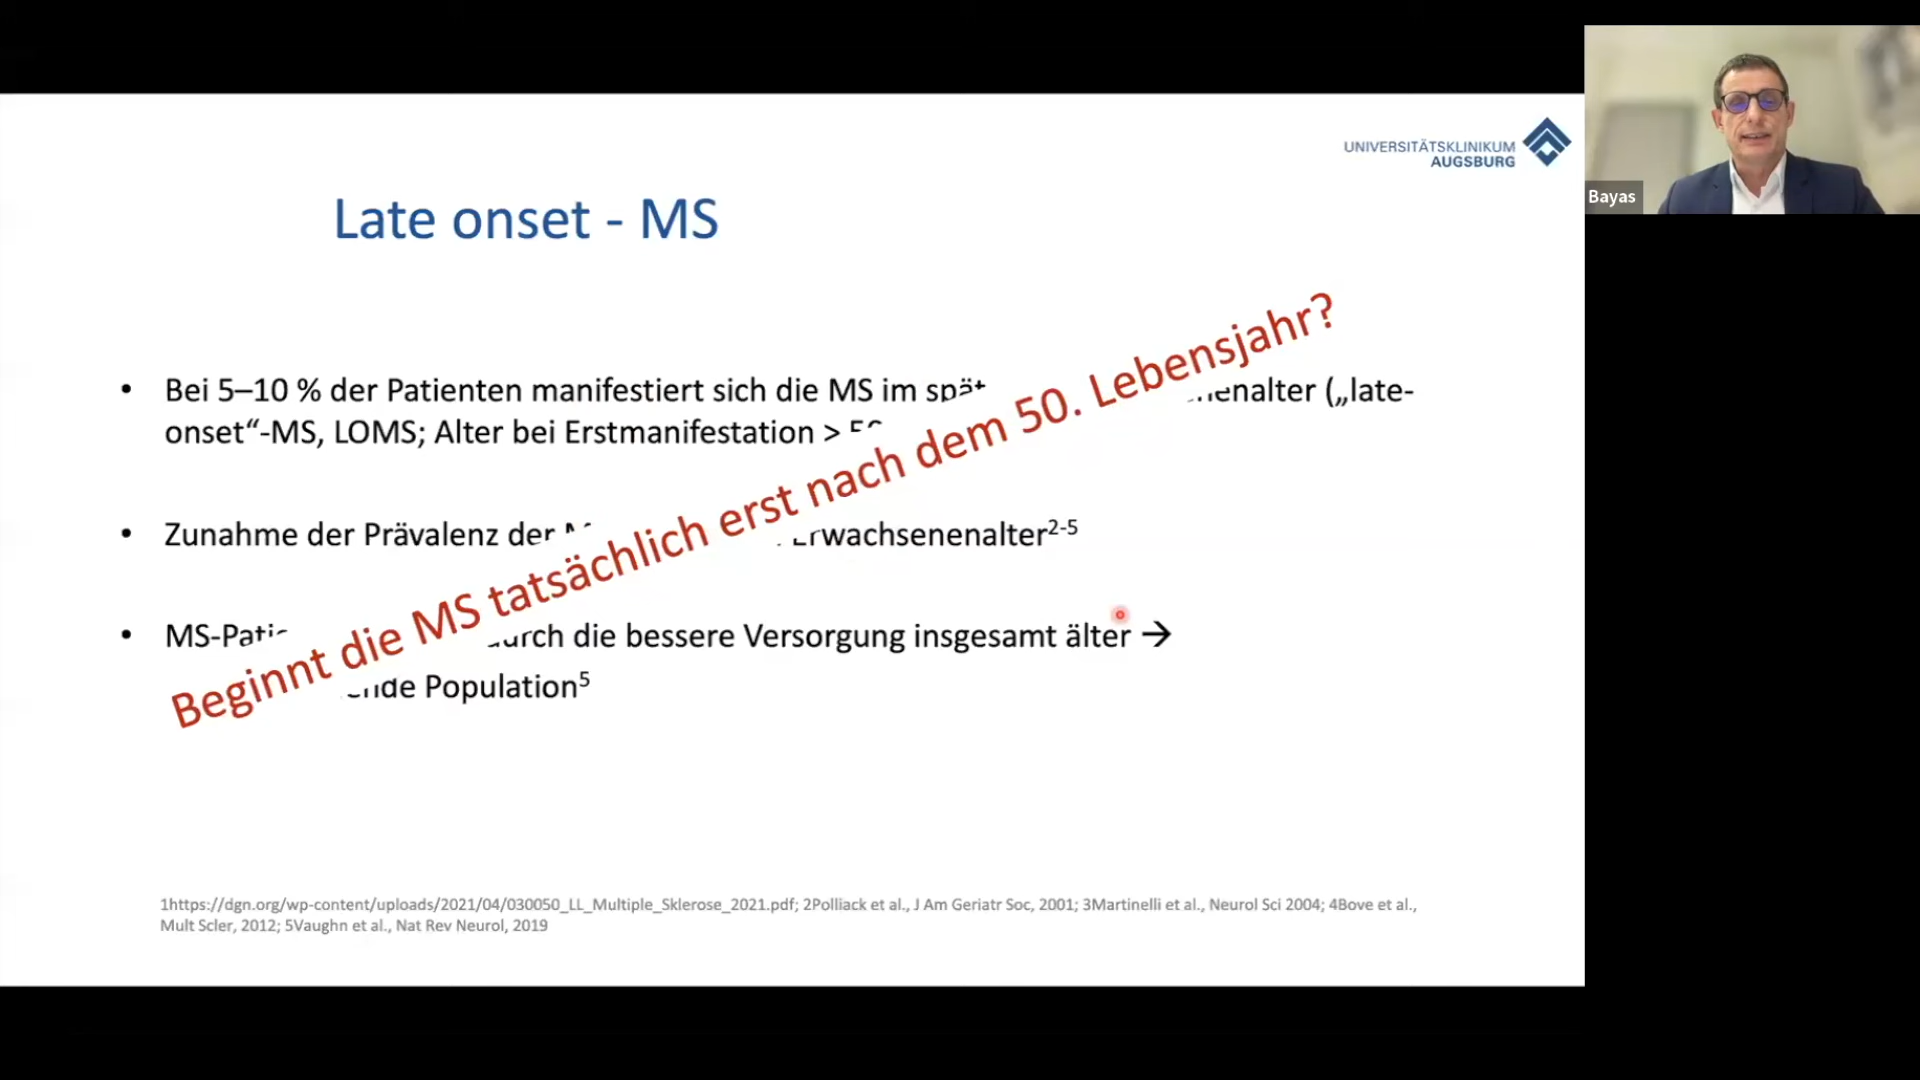 UNIVERSITÄTSKLINIKUM
AUGSBURG
Bayas
Late onset - MS
Beginnt die MS tatsächlich erst nach dem 50. Lebensjahr?
• Bei 5–10 % der Patienten manifestiert sich die MS im („late-
onset“-MS, LOMS; Alter bei Erstmanifestation >
• Zunahme der Prävalenz der Erwachsenenalter2-5
• durch die bessere Versorgung insgesamt älter →
Population5
1https://dgn.org/wp-content/uploads/2021/04/030050_LL_Multiple_Sklerose_2021.pdf; 2Polliack et al., J Am Geriatr Soc, 2001; 3Martinelli et al., Neurol Sci 2004; 4Bove et al.,
Mult Scler, 2012; 5Vaughn et al., Nat Rev Neurol, 2019